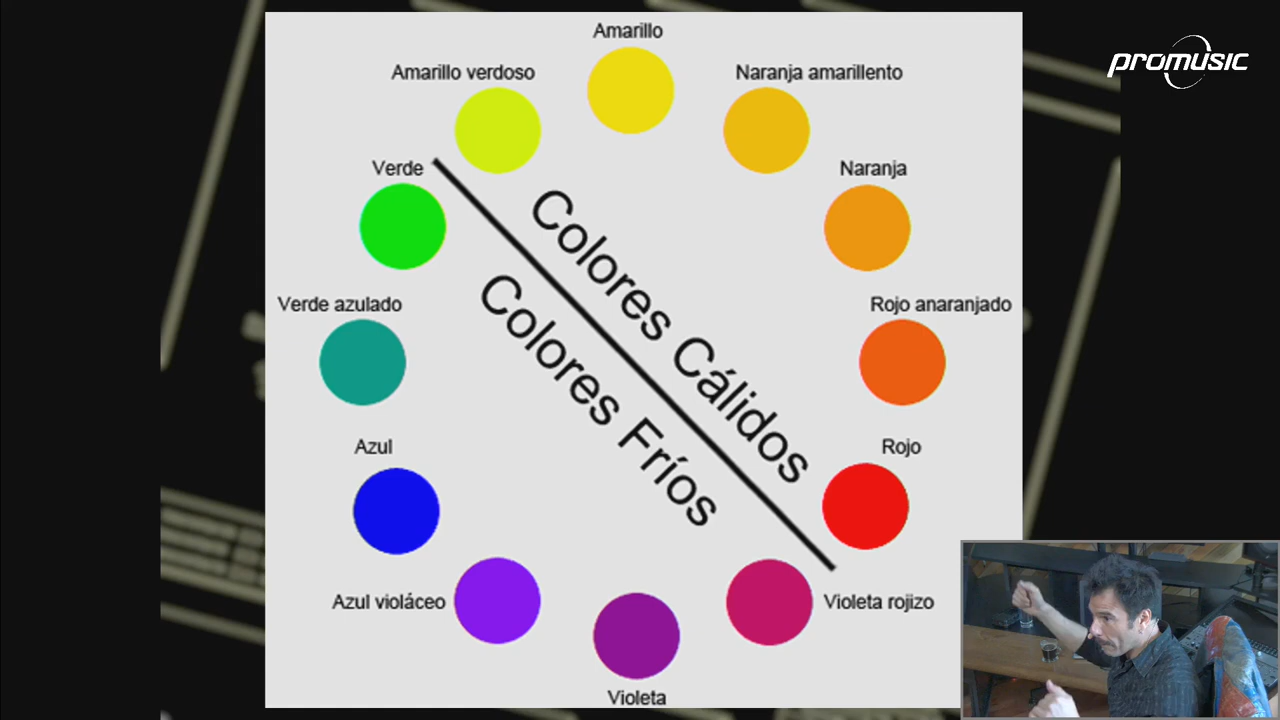 Amarillo
Amarillo verdoso
Naranja amarillento
promusic
Verde
Naranja
Colores Cálidos
Verde azulado
Rojo anaranjado
Colores Fríos
Azul
Rojo
Azul violáceo
Violeta rojizo
Violeta